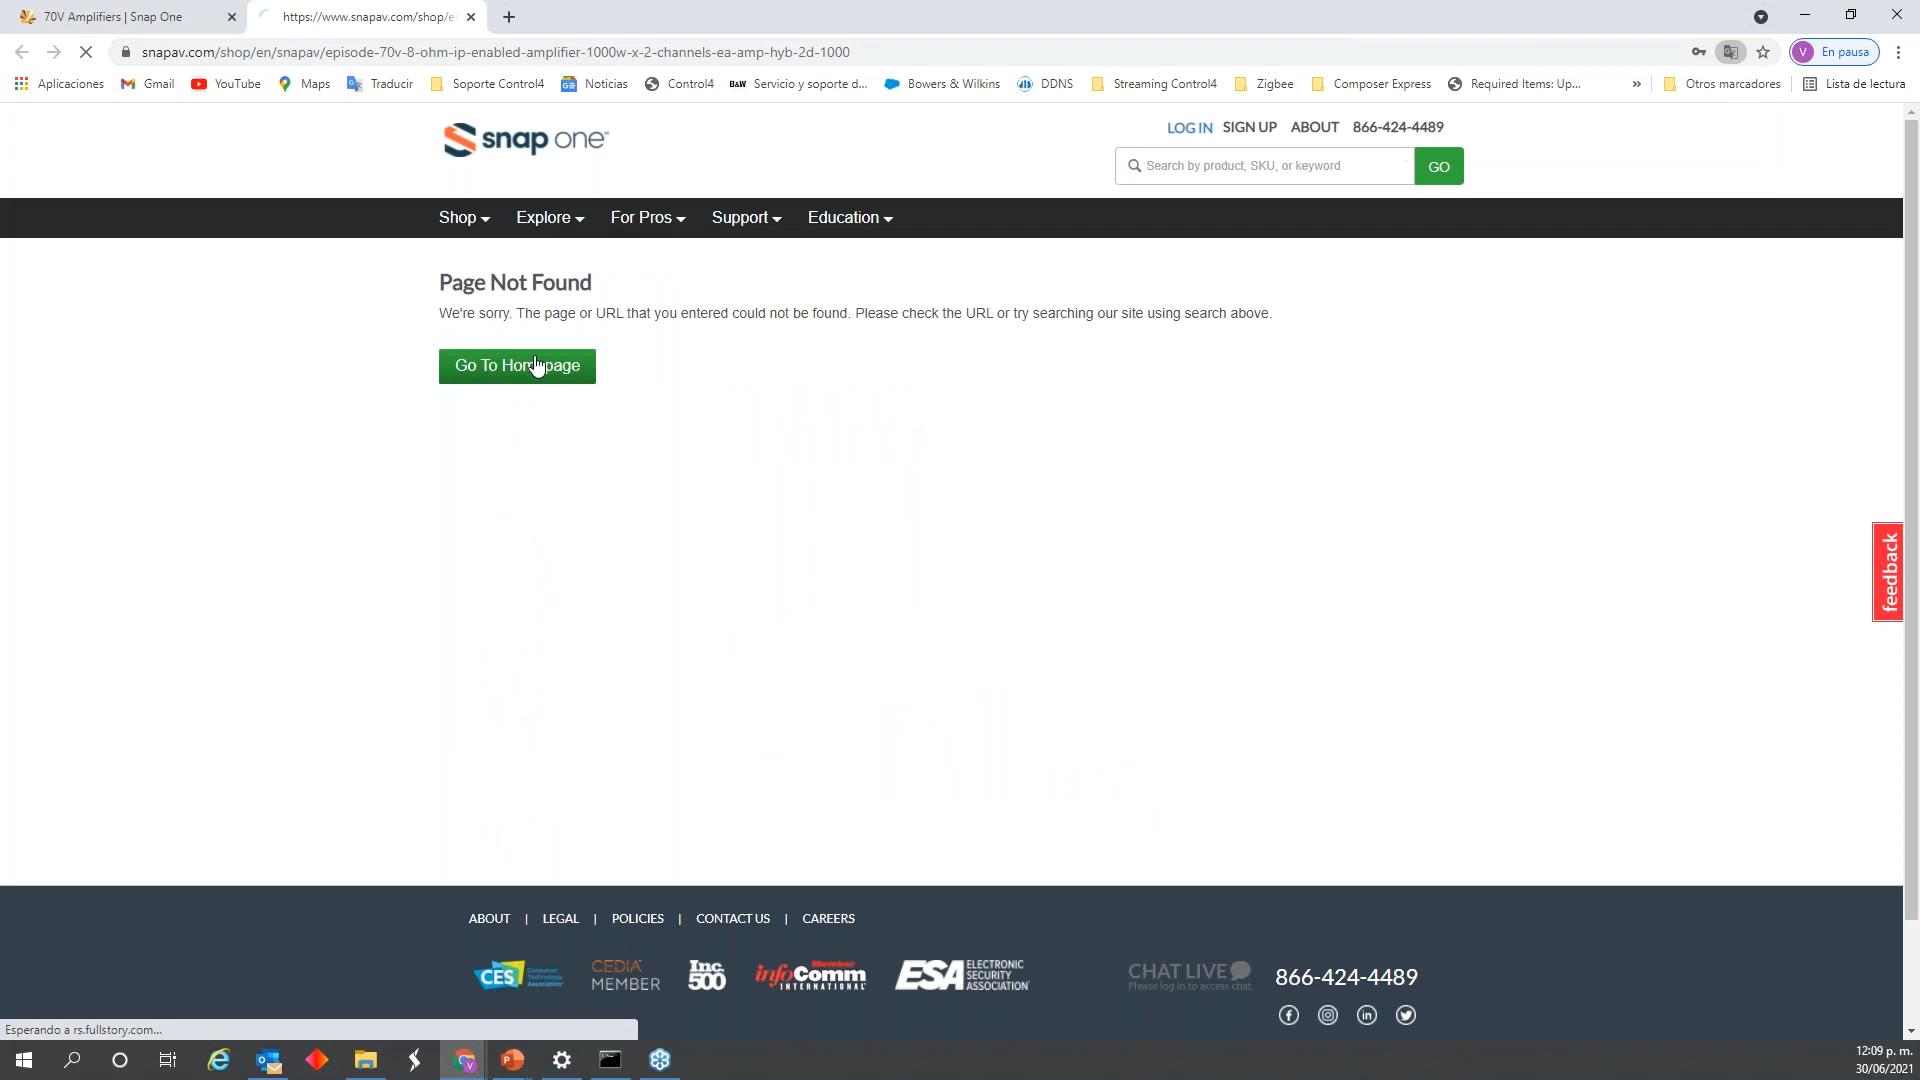 70V Amplifiers | Snap One
https://www.snapav.com/shop/e
snapav.com/shop/en/snapav/episode-70v-8-ohm-ip-enabled-amplifier-1000w-x-2-channels-ea-amp-hyb-2d-1000
V En pausa
Aplicaciones Gmail YouTube Maps Traducir Soporte Control4 Noticias Control4 B&W Servicio y soporte d... Bowers & Wilkins DDNS Streaming Control4 Zigbee Composer Express Required Items: Up... » Otros marcadores Lista de lectura
snap one™
LOG IN SIGN UP ABOUT 866-424-4489
Search by product, SKU, or keyword GO
Shop Explore For Pros Support Education
Page Not Found
We're sorry. The page or URL that you entered could not be found. Please check the URL or try searching our site using search above.
Go To Homepage
feedback
ABOUT | LEGAL | POLICIES | CONTACT US | CAREERS
CES Consumer Technology Association
CEDIA MEMBER
Inc. 500
Member infoComm INTERNATIONAL
ESA ELECTRONIC SECURITY ASSOCIATION
CHAT LIVE
Please log in to access chat.
866-424-4489
Esperando a rs.fullstory.com...
12:09 p. m.
30/06/2021